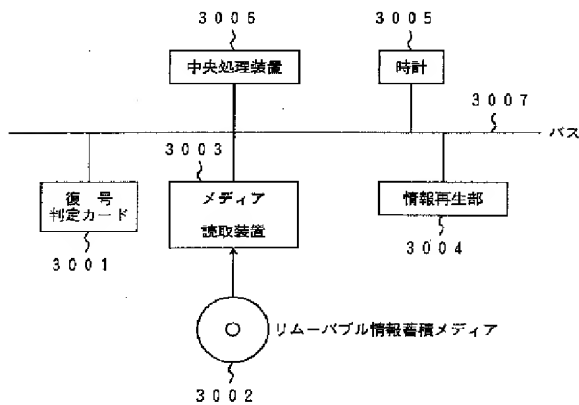 3006
3005
中央処理装置
時計
3007
バス
3003
復 号
判定カード
メディア
読取装置
情報再生部
3001
3004
リムーバブル情報蓄積メディア
3002